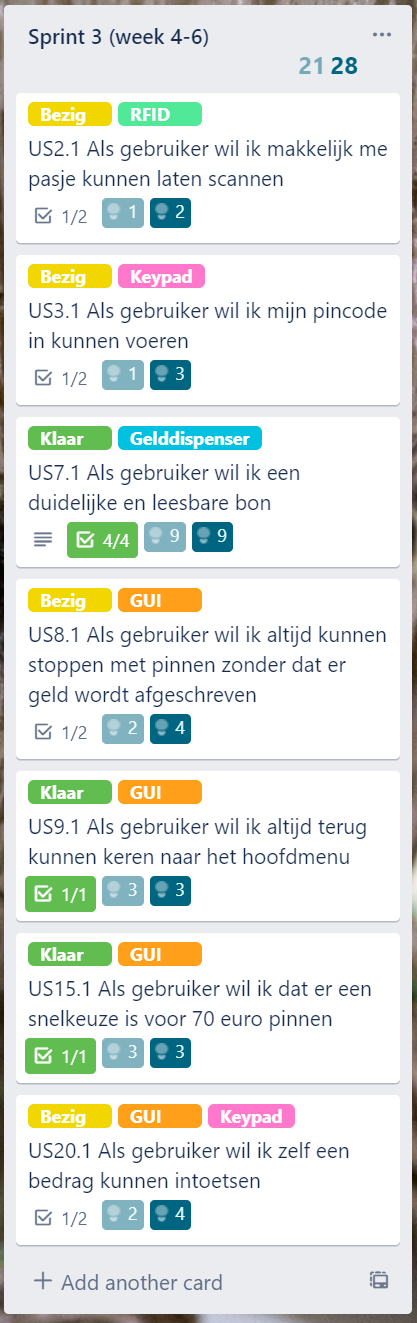 Sprint 3 (week 4-6)
21 28
Bezig RFID
US2.1 Als gebruiker wil ik makkelijk me
pasje kunnen laten scannen
1/2 1 2
Bezig Keypad
US3.1 Als gebruiker wil ik mijn pincode
in kunnen voeren
1/2 1 3
Klaar Gelddispenser
US7.1 Als gebruiker wil ik een
duidelijke en leesbare bon
4/4 9 9
Bezig GUI
US8.1 Als gebruiker wil ik altijd kunnen
stoppen met pinnen zonder dat er
geld wordt afgeschreven
1/2 2 4
Klaar GUI
US9.1 Als gebruiker wil ik altijd terug
kunnen keren naar het hoofdmenu
1/1 3 3
Klaar GUI
US15.1 Als gebruiker wil ik dat er een
snelkeuze is voor 70 euro pinnen
1/1 3 3
Bezig GUI Keypad
US20.1 Als gebruiker wil ik zelf een
bedrag kunnen intoetsen
1/2 2 4
+ Add another card